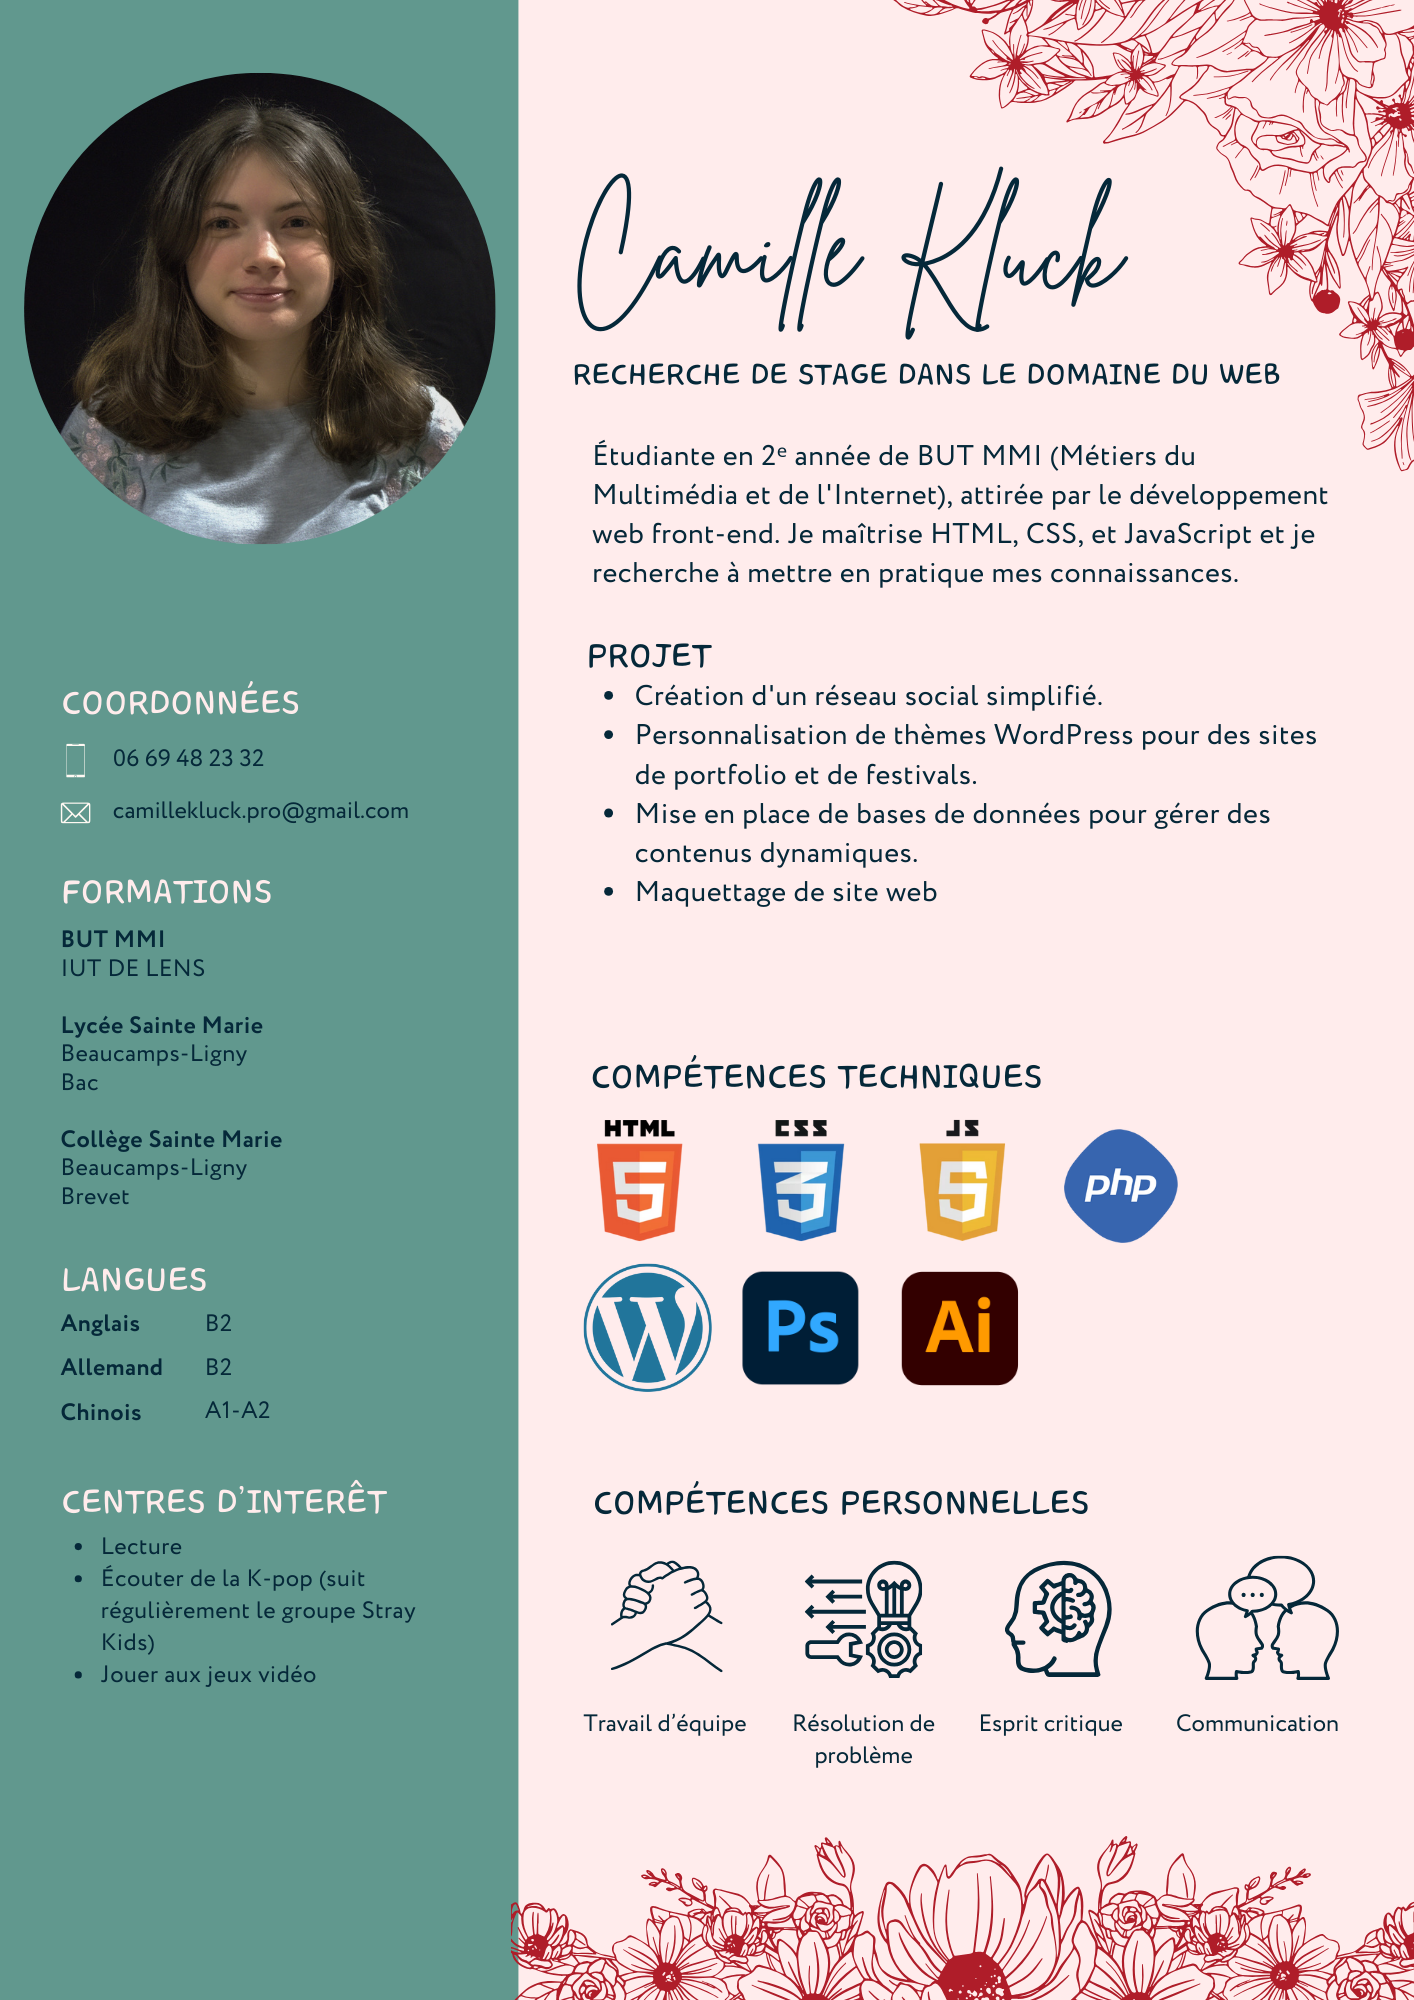 Camille Kluck
RECHERCHE DE STAGE DANS LE DOMAINE DU WEB
Étudiante en 2e année de BUT MMI (Métiers du
Multimédia et de l'Internet), attirée par le développement
web front-end. Je maîtrise HTML, CSS, et JavaScript et je
recherche à mettre en pratique mes connaissances.
PROJET
• Création d'un réseau social simplifié.
• Personnalisation de thèmes WordPress pour des sites
de portfolio et de festivals.
• Mise en place de bases de données pour gérer des
contenus dynamiques.
• Maquettage de site web
COMPÉTENCES TECHNIQUES
HTML CSS JS
5 3 5 php
W Ps Ai
COMPÉTENCES PERSONNELLES
Travail d’équipe
Résolution de
problème
Esprit critique
Communication
COORDONNÉES
06 69 48 23 32
camillekluck.pro@gmail.com
FORMATIONS
BUT MMI
IUT DE LENS
Lycée Sainte Marie
Beaucamps-Ligny
Bac
Collège Sainte Marie
Beaucamps-Ligny
Brevet
LANGUES
Anglais B2
Allemand B2
Chinois A1-A2
CENTRES D’INTERÊT
• Lecture
• Écouter de la K-pop (suit
régulièrement le groupe Stray
Kids)
• Jouer aux jeux vidéo